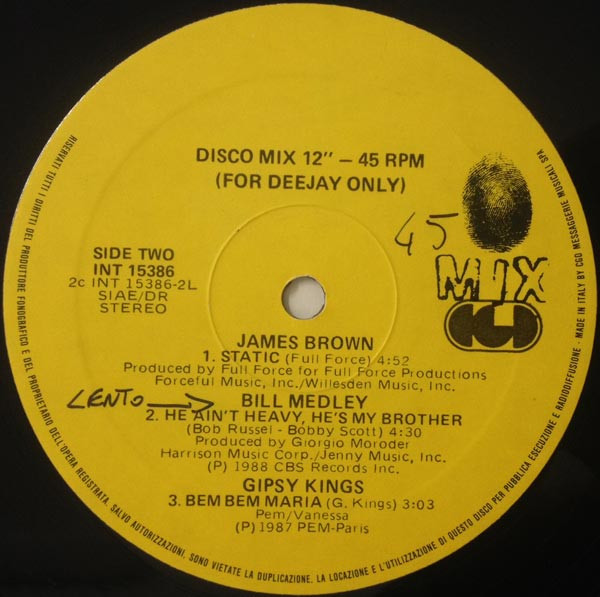 DISCO MIX 12" – 45 RPM
(FOR DEEJAY ONLY)
45
MIX
CGD
SIDE TWO
INT 15386
2c INT 15386-2L
SIAE/DR
STEREO
JAMES BROWN
1. STATIC (Full Force) 4:52
Produced by Full Force for Full Force Productions
Forceful Music, Inc./Willesden Music, Inc.
LENTO → BILL MEDLEY
2. HE AIN'T HEAVY, HE'S MY BROTHER
(Bob Russel - Bobby Scott) 4:30
Produced by Giorgio Moroder
Harrison Music Corp./Jenny Music, Inc.
(P) 1988 CBS Records Inc.
GIPSY KINGS
3. BEM BEM MARIA (G. Kings) 3:03
Pem/Vanessa
(P) 1987 PEM-Paris
RISERVATI TUTTI I DIRITTI DEL PRODUTTORE FONOGRAFICO E DEL PROPRIETARIO DELL'OPERA REGISTRATA. SALVO AUTORIZZAZIONI, SONO VIETATE LA DUPLICAZIONE, LA LOCAZIONE E L'UTILIZZAZIONE DI QUESTO DISCO PER PUBBLICA ESECUZIONE E RADIODIFFUSIONE · MADE IN ITALY BY CGD MESSAGGERIE MUSICALI SPA